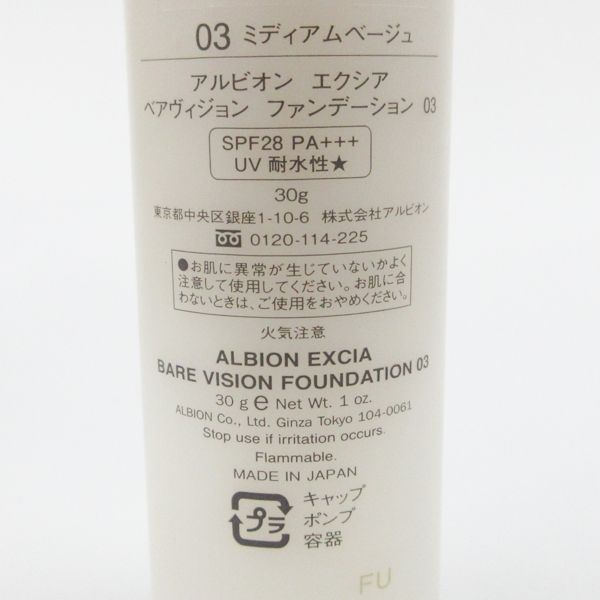 03 ミディアムベージュ
アルビオン エクシア
ベアヴィジョン ファンデーション 03
SPF28 PA+++
UV 耐水性★
30g
東京都中央区銀座1-10-6 株式会社アルビオン
0120-114-225
●お肌に異常が生じていないかよく
注意して使用してください。お肌に合
わないときは、ご使用をおやめください。
火気注意
ALBION EXCIA
BARE VISION FOUNDATION 03
30 g e Net Wt. 1 oz.
ALBION Co., Ltd. Ginza Tokyo 104-0061
Stop use if irritation occurs.
Flammable.
MADE IN JAPAN
プラ
キャップ
ポンプ
容器
FU